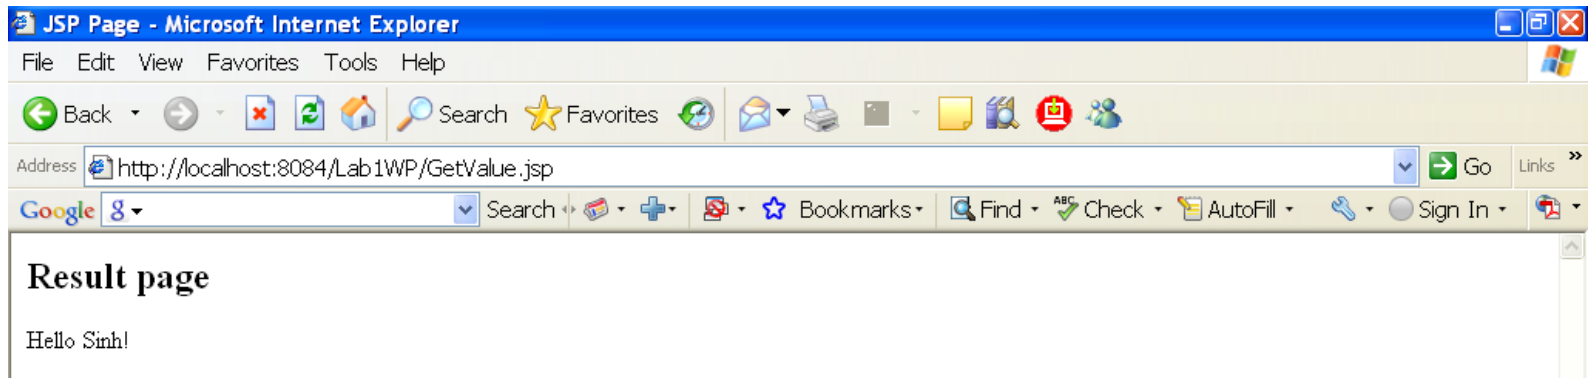 JSP Page - Microsoft Internet Explorer
File Edit View Favorites Tools Help
Back Search Favorites
Address http://localhost:8084/Lab1WP/GetValue.jsp Go Links »
Google g Search Bookmarks Find ABC Check AutoFill Sign In
Result page
Hello Sinh!